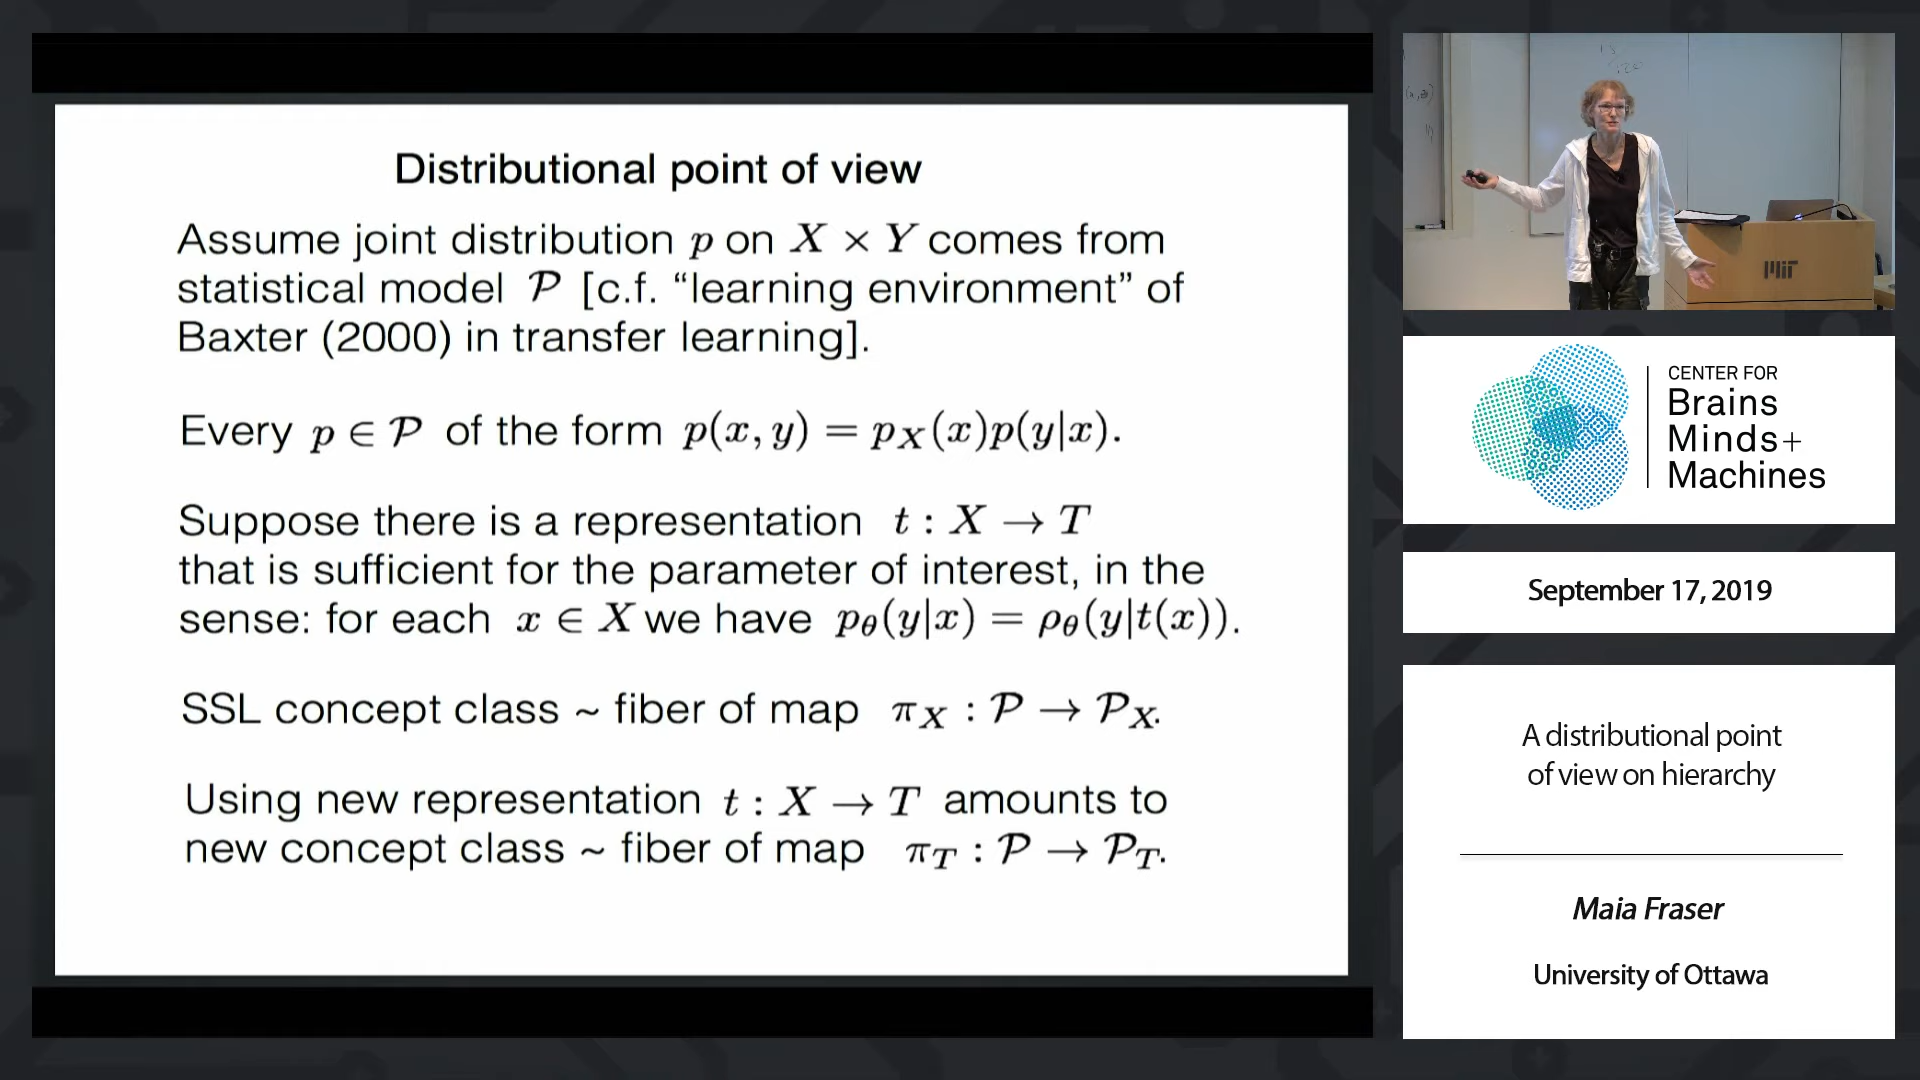 Distributional point of view
Assume joint distribution p on X × Y comes from
statistical model 𝒫 [c.f. “learning environment” of
Baxter (2000) in transfer learning].
Every p ∈ 𝒫 of the form p(x, y) = p_X(x)p(y|x).
Suppose there is a representation t : X → T
that is sufficient for the parameter of interest, in the
sense: for each x ∈ X we have p_θ(y|x) = ρ_θ(y|t(x)).
SSL concept class ~ fiber of map π_X : 𝒫 → 𝒫_X.
Using new representation t : X → T amounts to
new concept class ~ fiber of map π_T : 𝒫 → 𝒫_T.
MIT
CENTER FOR
Brains
Minds+
Machines
September 17, 2019
A distributional point
of view on hierarchy
Maia Fraser
University of Ottawa